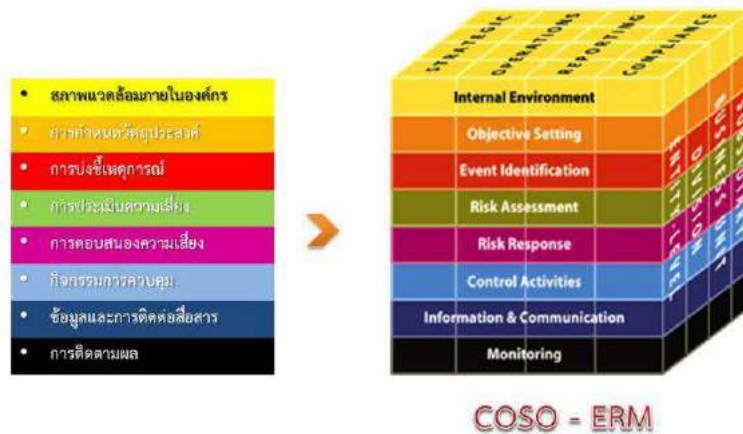 • สภาพแวดล้อมภายในองค์กร
• การกำหนดวัตถุประสงค์
• การบ่งชี้เหตุการณ์
• การประเมินความเสี่ยง
• การตอบสนองความเสี่ยง
• กิจกรรมการควบคุม
• ข้อมูลและการติดต่อสื่อสาร
• การติดตามผล
STRATEGIC
OPERATIONS
REPORTING
COMPLIANCE
Internal Environment
Objective Setting
Event Identification
Risk Assessment
Risk Response
Control Activities
Information & Communication
Monitoring
ENTITY-LEVEL
DIVISION
BUSINESS UNIT
COSO - ERM